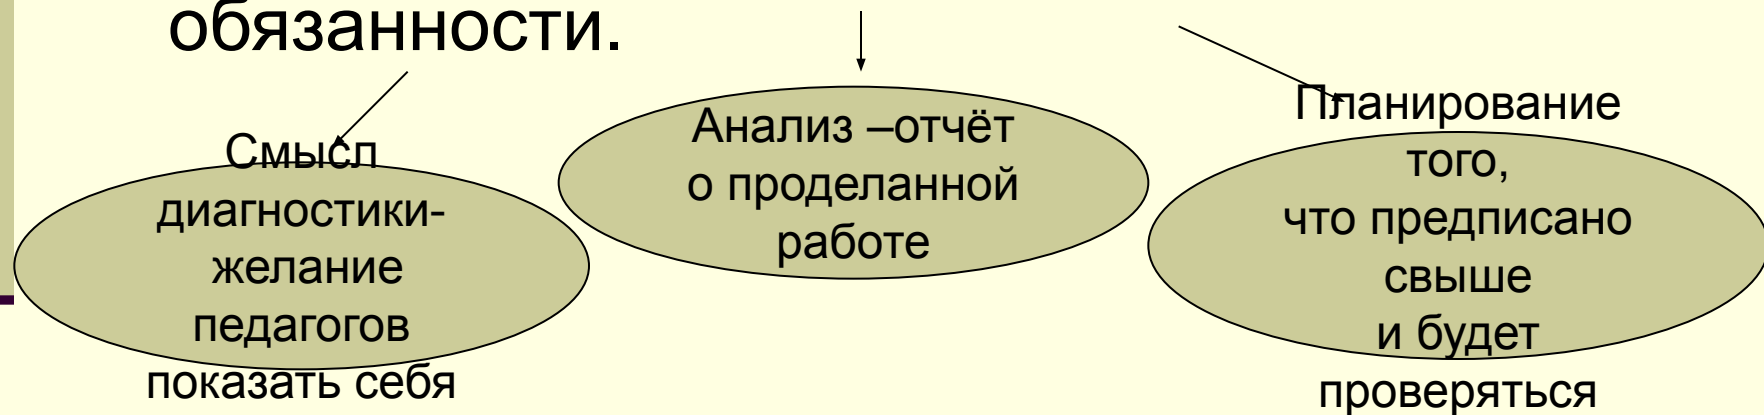 обязанности.
Смысл
диагностики-
желание
педагогов
показать себя
Анализ –отчёт
о проделанной
работе
Планирование
того,
что предписано
свыше
и будет
проверяться